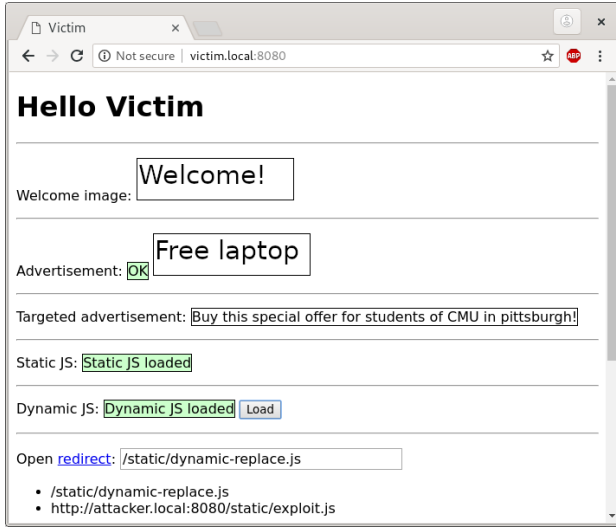 Victim
Not secure | victim.local:8080
ABP
Hello Victim
Welcome image: Welcome!
Advertisement: OK Free laptop
Targeted advertisement: Buy this special offer for students of CMU in pittsburgh!
Static JS: Static JS loaded
Dynamic JS: Dynamic JS loaded Load
Open redirect: /static/dynamic-replace.js
• /static/dynamic-replace.js
• http://attacker.local:8080/static/exploit.js